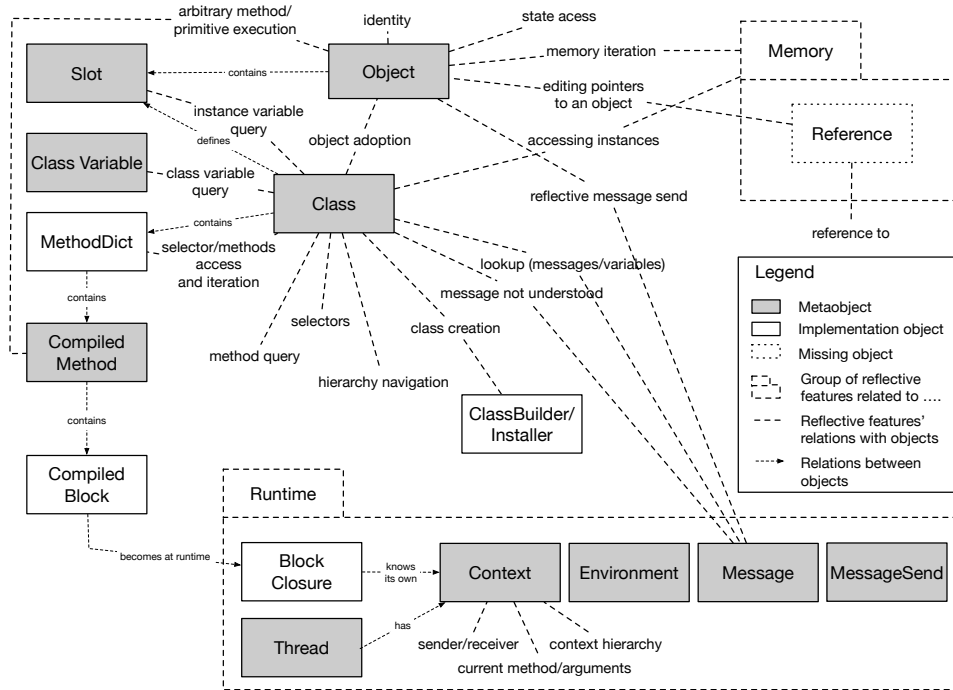 arbitrary method/
primitive execution
identity
state acess
memory iteration
Memory
Slot
contains
Object
editing pointers
to an object
instance variable
query
Reference
defines
object adoption
accessing instances
Class Variable
class variable
query
Class
reflective message send
contains
MethodDict
selector/methods
access
and iteration
reference to
lookup (messages/variables)
message not understood
contains
selectors
class creation
Compiled
Method
method query
hierarchy navigation
ClassBuilder/
Installer
contains
Legend
Metaobject
Implementation object
Missing object
Group of reflective
features related to ....
Reflective features'
relations with objects
Relations between
objects
Compiled
Block
Runtime
becomes at runtime
Block
Closure
knows
its own
Context
Environment
Message
MessageSend
Thread
has
sender/receiver
context hierarchy
current method/arguments